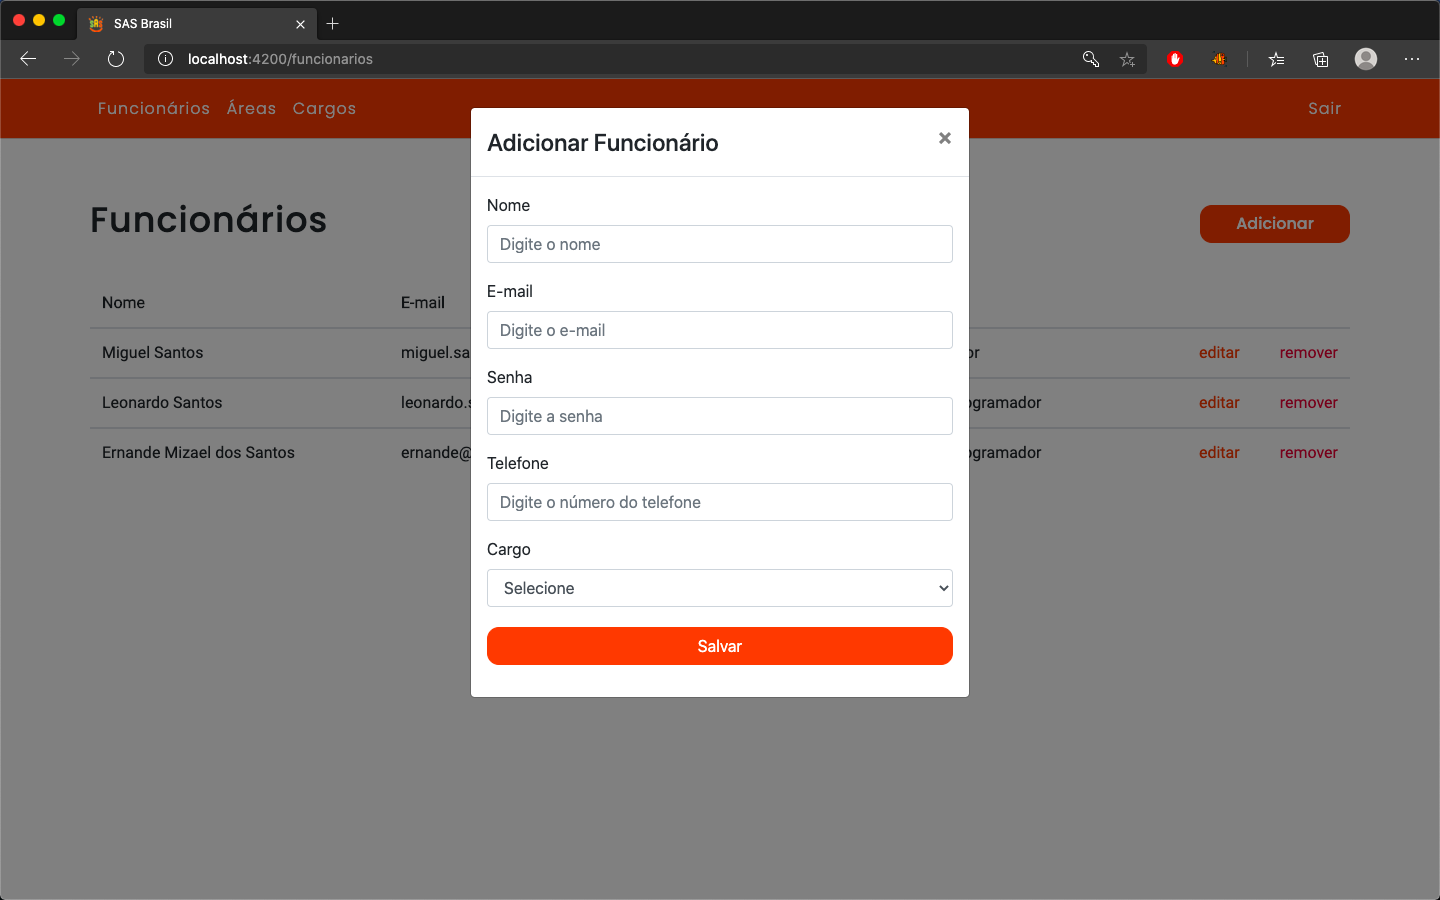 SAS Brasil
localhost:4200/funcionarios
Funcionários Áreas Cargos Sair
Adicionar Funcionário
Funcionários
Adicionar
Nome
Digite o nome
E-mail
Digite o e-mail
Senha
Digite a senha
Telefone
Digite o número do telefone
Cargo
Selecione
Salvar
Nome E-mail
Miguel Santos miguel.sa or editar remover
Leonardo Santos leonardo.s ogramador editar remover
Ernande Mizael dos Santos ernande@ ogramador editar remover